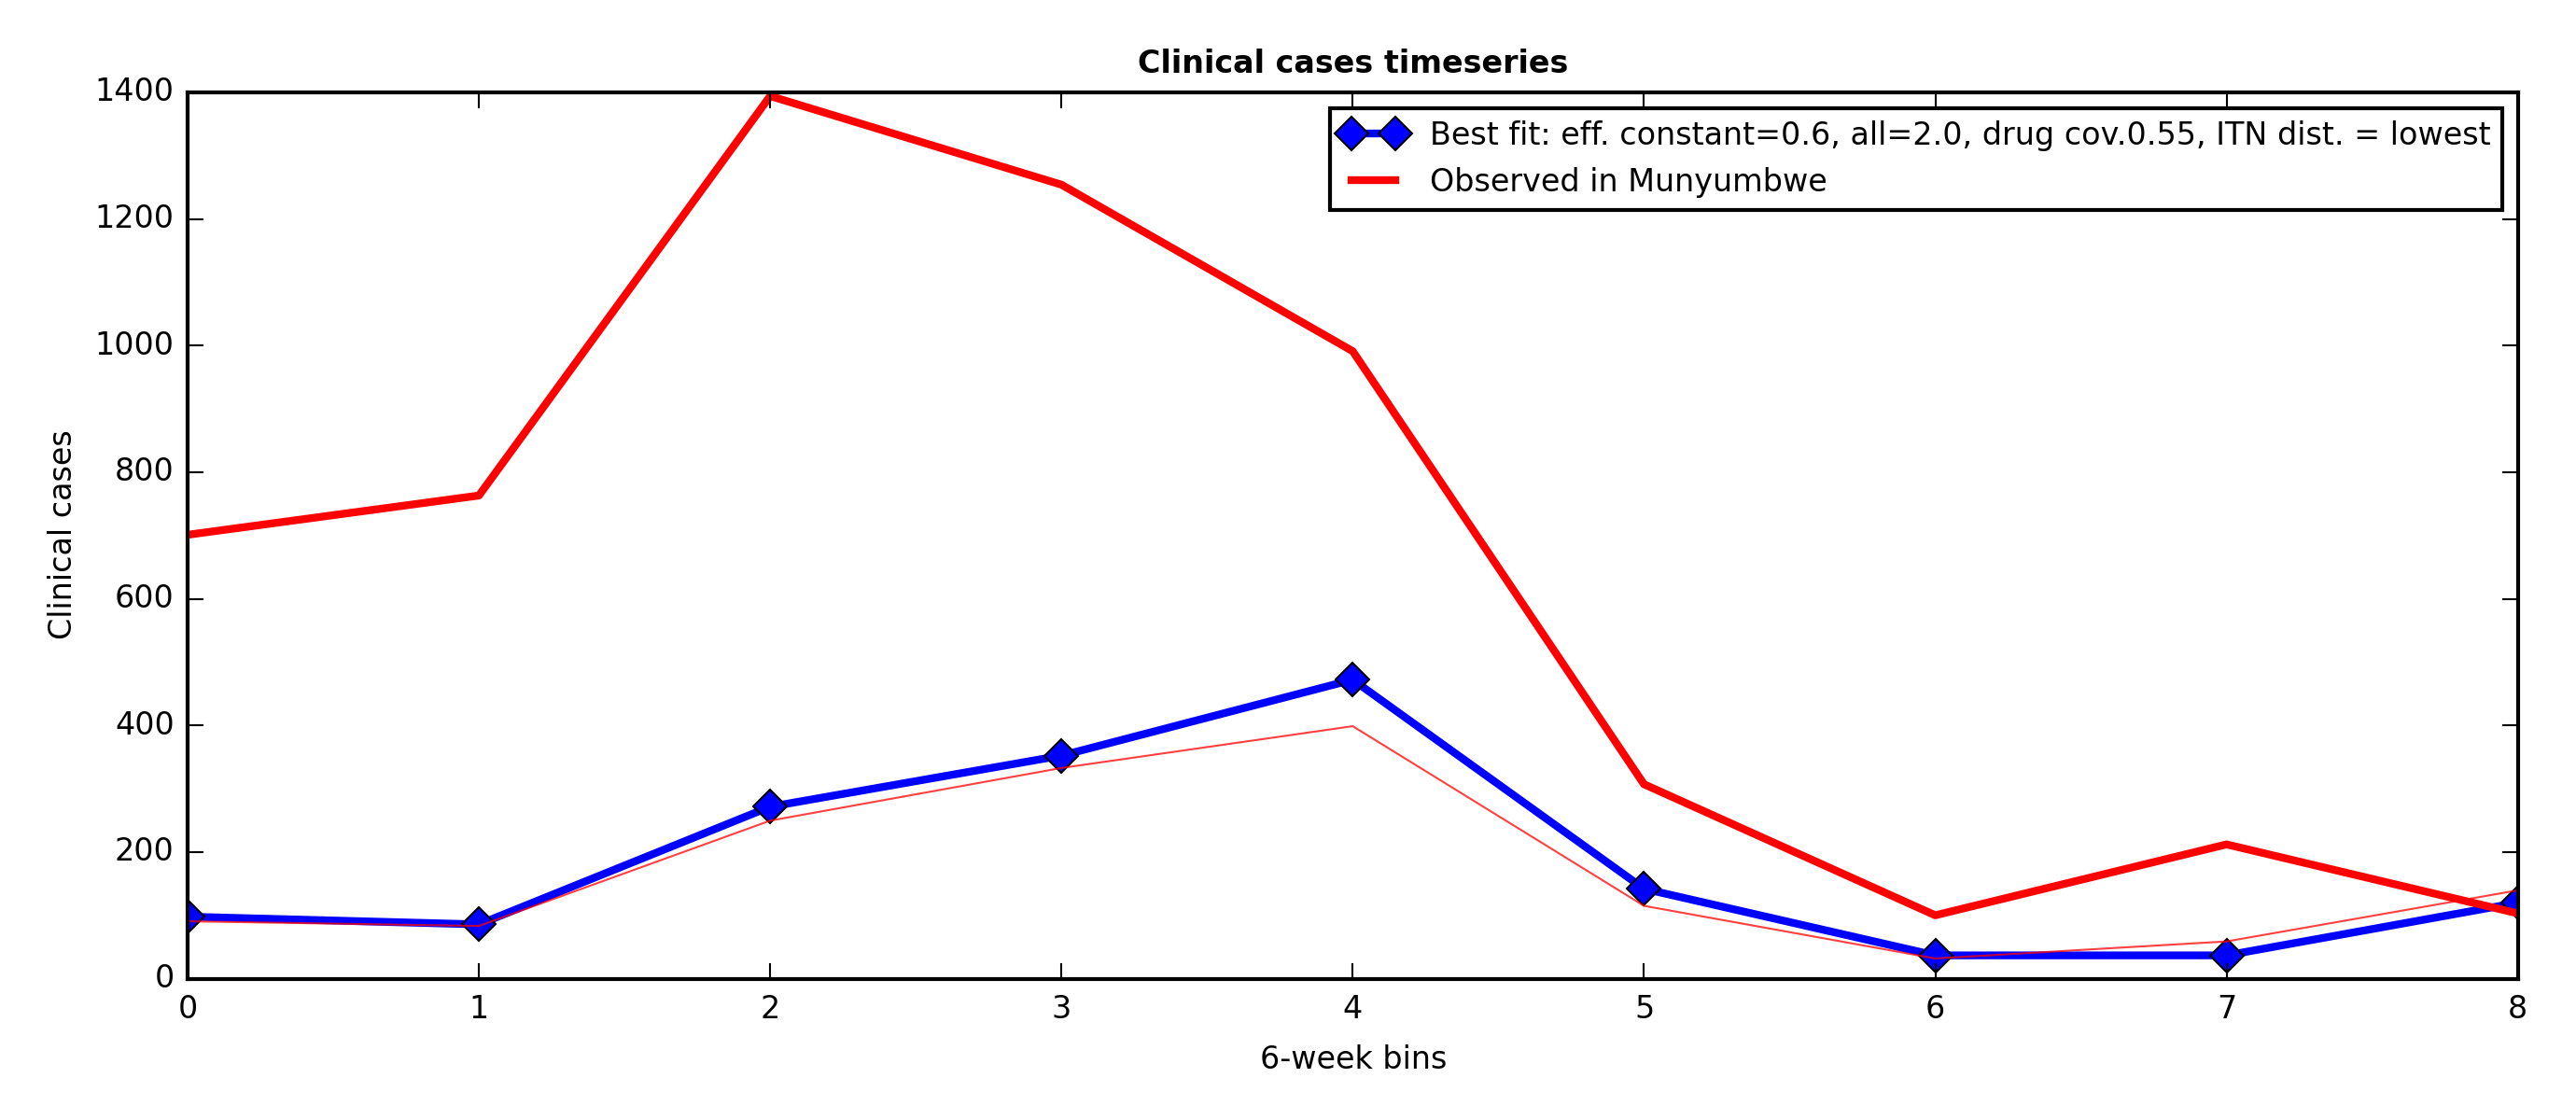 Clinical cases timeseries
Best fit: eff. constant=0.6, all=2.0, drug cov.0.55, ITN dist. = lowest
Observed in Munyumbwe
1400
1200
1000
800
600
400
200
0
Clinical cases
0 1 2 3 4 5 6 7 8
6-week bins